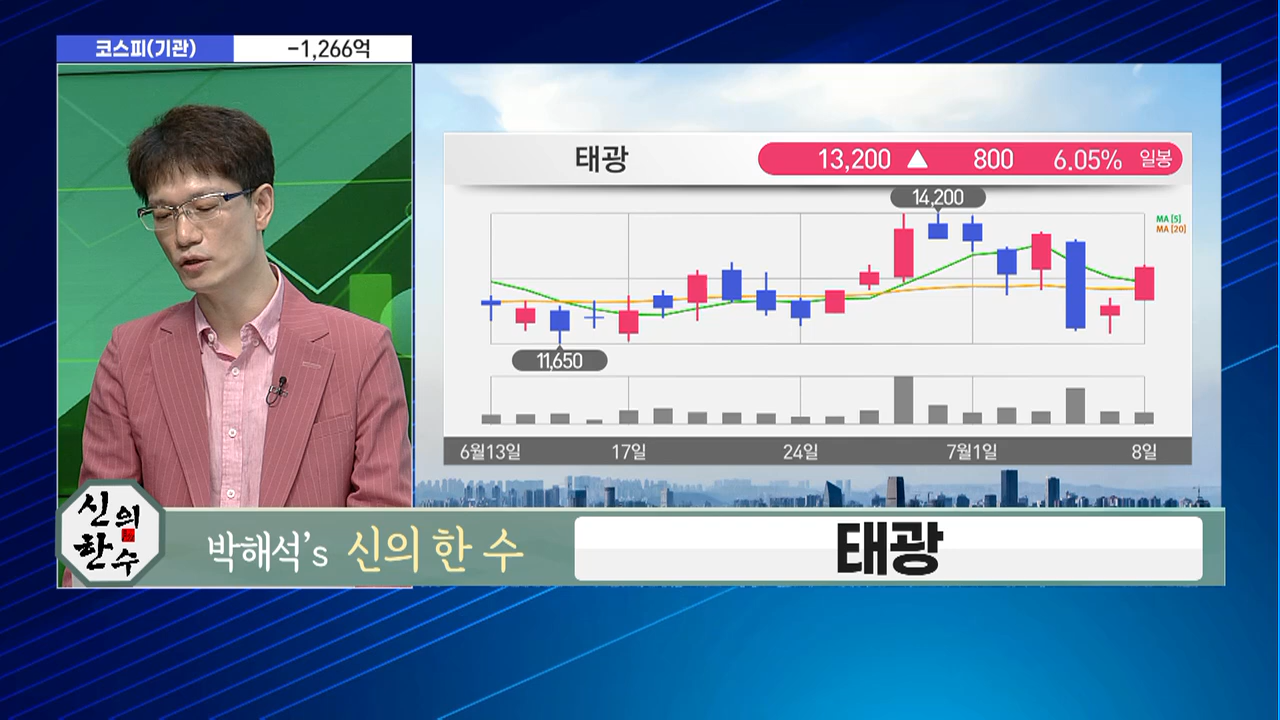 코스피(기관) -1,266억
태광 13,200 ▲ 800 6.05% 일봉
14,200
MA [5]
MA [20]
11,650
6월13일 17일 24일 7월1일 8일
신의
한수
박해석's 신의 한 수
태광